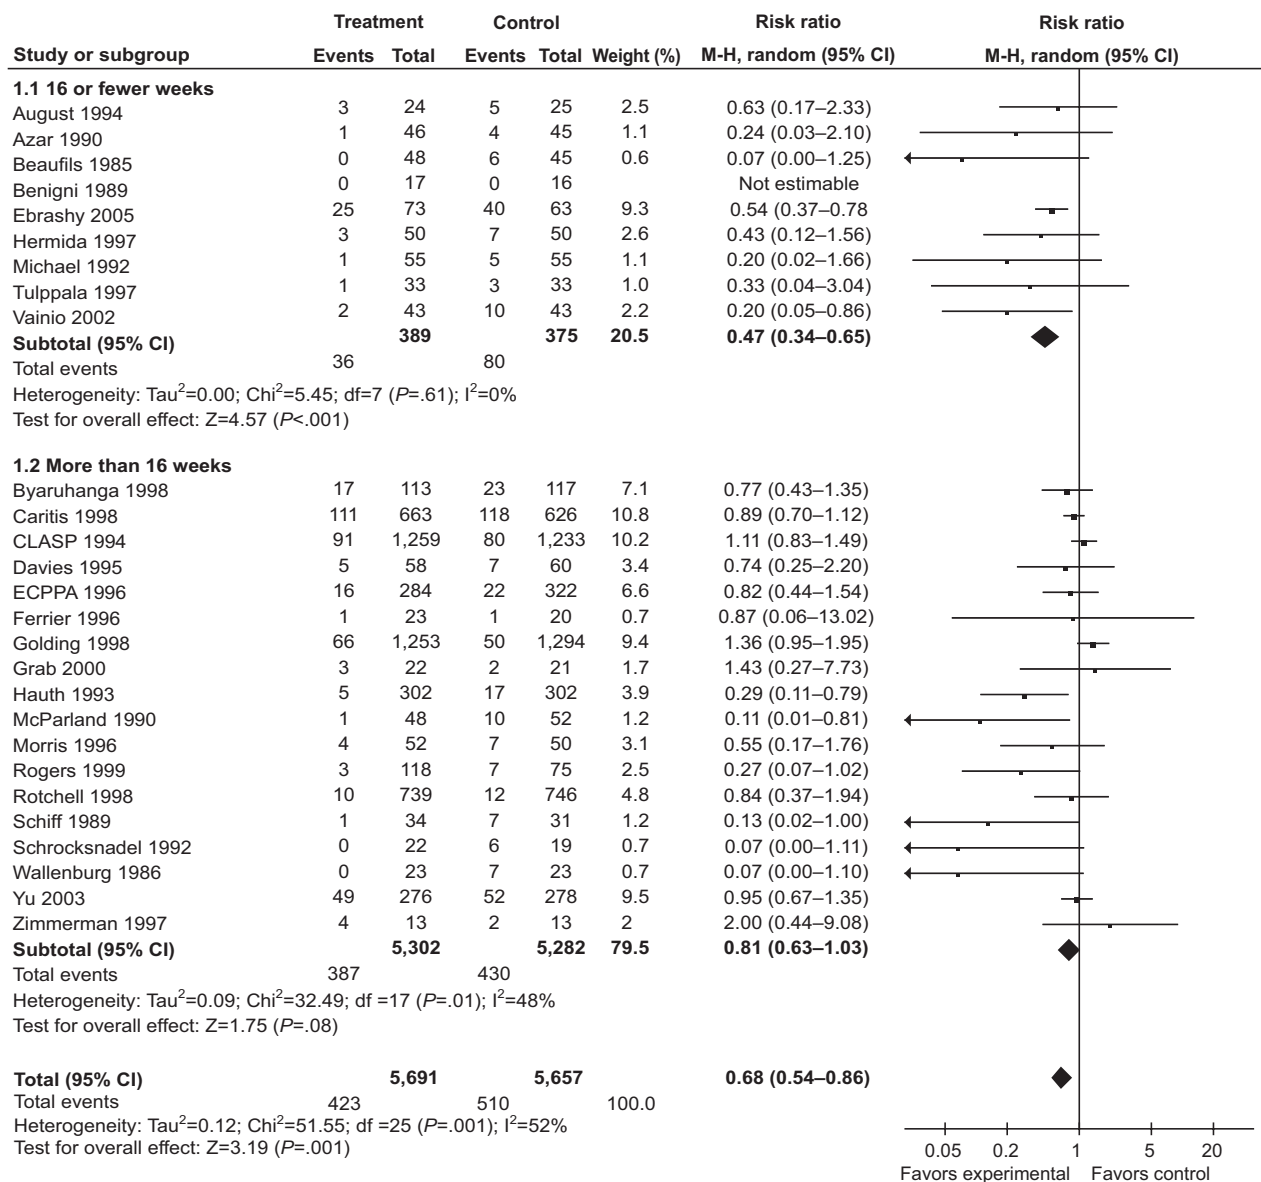 Treatment Control Risk ratio Risk ratio
Study or subgroup Events Total Events Total Weight (%) M-H, random (95% CI) M-H, random (95% CI)
1.1 16 or fewer weeks
August 1994 3 24 5 25 2.5 0.63 (0.17–2.33)
Azar 1990 1 46 4 45 1.1 0.24 (0.03–2.10)
Beaufils 1985 0 48 6 45 0.6 0.07 (0.00–1.25)
Benigni 1989 0 17 0 16 Not estimable
Ebrashy 2005 25 73 40 63 9.3 0.54 (0.37–0.78
Hermida 1997 3 50 7 50 2.6 0.43 (0.12–1.56)
Michael 1992 1 55 5 55 1.1 0.20 (0.02–1.66)
Tulppala 1997 1 33 3 33 1.0 0.33 (0.04–3.04)
Vainio 2002 2 43 10 43 2.2 0.20 (0.05–0.86)
Subtotal (95% CI) 389 375 20.5 0.47 (0.34–0.65)
Total events 36 80
Heterogeneity: Tau²=0.00; Chi²=5.45; df=7 (P=.61); I²=0%
Test for overall effect: Z=4.57 (P<.001)
1.2 More than 16 weeks
Byaruhanga 1998 17 113 23 117 7.1 0.77 (0.43–1.35)
Caritis 1998 111 663 118 626 10.8 0.89 (0.70–1.12)
CLASP 1994 91 1,259 80 1,233 10.2 1.11 (0.83–1.49)
Davies 1995 5 58 7 60 3.4 0.74 (0.25–2.20)
ECPPA 1996 16 284 22 322 6.6 0.82 (0.44–1.54)
Ferrier 1996 1 23 1 20 0.7 0.87 (0.06–13.02)
Golding 1998 66 1,253 50 1,294 9.4 1.36 (0.95–1.95)
Grab 2000 3 22 2 21 1.7 1.43 (0.27–7.73)
Hauth 1993 5 302 17 302 3.9 0.29 (0.11–0.79)
McParland 1990 1 48 10 52 1.2 0.11 (0.01–0.81)
Morris 1996 4 52 7 50 3.1 0.55 (0.17–1.76)
Rogers 1999 3 118 7 75 2.5 0.27 (0.07–1.02)
Rotchell 1998 10 739 12 746 4.8 0.84 (0.37–1.94)
Schiff 1989 1 34 7 31 1.2 0.13 (0.02–1.00)
Schrocksnadel 1992 0 22 6 19 0.7 0.07 (0.00–1.11)
Wallenburg 1986 0 23 7 23 0.7 0.07 (0.00–1.10)
Yu 2003 49 276 52 278 9.5 0.95 (0.67–1.35)
Zimmerman 1997 4 13 2 13 2 2.00 (0.44–9.08)
Subtotal (95% CI) 5,302 5,282 79.5 0.81 (0.63–1.03)
Total events 387 430
Heterogeneity: Tau²=0.09; Chi²=32.49; df =17 (P=.01); I²=48%
Test for overall effect: Z=1.75 (P=.08)
Total (95% CI) 5,691 5,657 0.68 (0.54–0.86)
Total events 423 510 100.0
Heterogeneity: Tau²=0.12; Chi²=51.55; df =25 (P=.001); I²=52%
Test for overall effect: Z=3.19 (P=.001)
0.05 0.2 1 5 20
Favors experimental Favors control